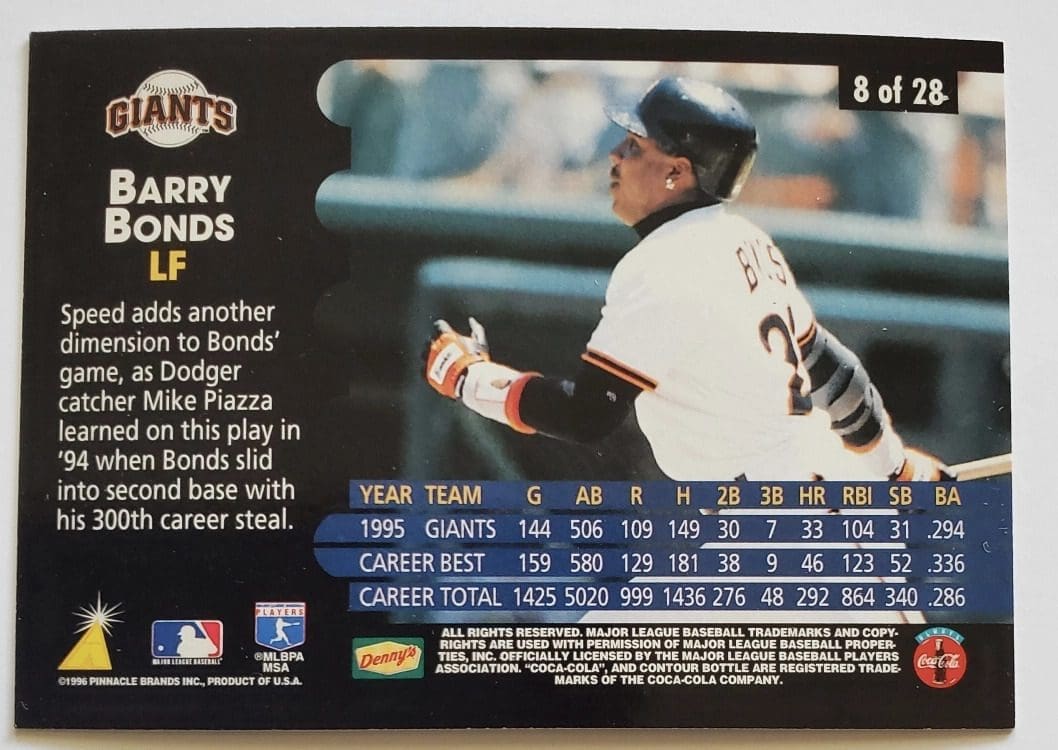 8 of 28
GIANTS
BARRY
BONDS
LF
Speed adds another
dimension to Bonds'
game, as Dodger
catcher Mike Piazza
learned on this play in
'94 when Bonds slid
into second base with
his 300th career steal.
YEAR TEAM G AB R H 2B 3B HR RBI SB BA
1995 GIANTS 144 506 109 149 30 7 33 104 31 .294
CAREER BEST 159 580 129 181 38 9 46 123 52 .336
CAREER TOTAL 1425 5020 999 1436 276 48 292 864 340 .286
MAJOR LEAGUE BASEBALL
MAJOR LEAGUE BASEBALL
PLAYERS
®MLBPA
MSA
©1996 PINNACLE BRANDS INC., PRODUCT OF U.S.A.
Denny's
ALL RIGHTS RESERVED. MAJOR LEAGUE BASEBALL TRADEMARKS AND COPY-
RIGHTS ARE USED WITH PERMISSION OF MAJOR LEAGUE BASEBALL PROPER-
TIES, INC. OFFICIALLY LICENSED BY THE MAJOR LEAGUE BASEBALL PLAYERS
ASSOCIATION. "COCA-COLA", AND CONTOUR BOTTLE ARE REGISTERED TRADE-
MARKS OF THE COCA-COLA COMPANY.
ALWAYS
Coca-Cola